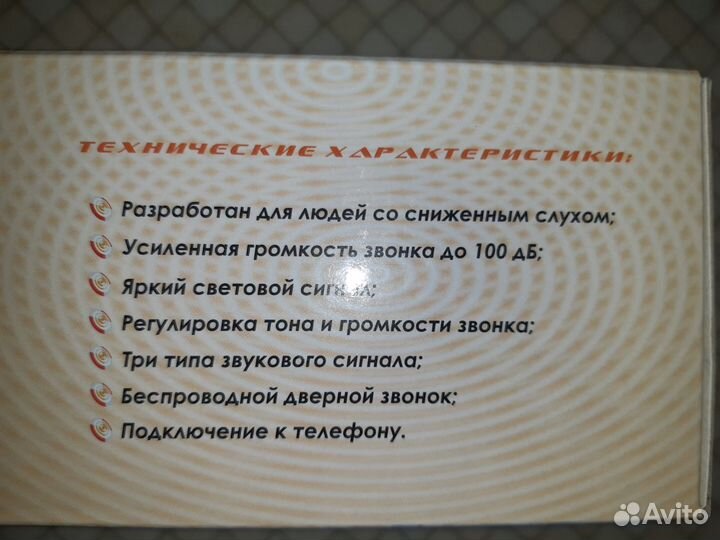 ТЕХНИЧЕСКИЕ ХАРАКТЕРИСТИКИ:
Разработан для людей со сниженным слухом;
Усиленная громкость звонка до 100 дБ;
Яркий световой сигнал;
Регулировка тона и громкости звонка;
Три типа звукового сигнала;
Беспроводной дверной звонок;
Подключение к телефону.
Avito